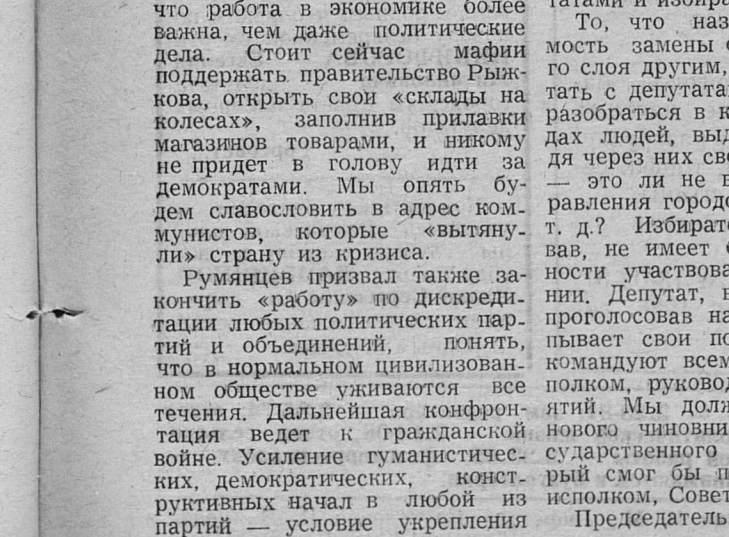 что работа в экономике более
важна, чем даже политические
дела. Стоит сейчас мафии
поддержать правительство Рыж-
кова, открыть свои «склады на
колесах», заполнив прилавки
магазинов товарами, и никому
не придет в голову идти за
демократами. Мы опять бу-
дем славословить в адрес ком-
мунистов, которые «вытяну-
ли» страну из кризиса.
Румянцев призвал также за-
кончить «работу» по дискреди-
тации любых политических пар-
тий и объединений, понять,
что в нормальном цивилизован-
ном обществе уживаются все
течения. Дальнейшая конфрон-
тация ведет к гражданской
войне. Усиление гуманистичес-
ких, демократических, конст-
руктивных начал в любой из
партий — условие укрепления
То, что наз
мость замены
го слоя другим,
тать с депутата
разобраться в к
дах людей, выд
дя через них сво
— это ли не в
равления городо
т. д.? Избират
вав, не имеет
ности участвова
нии. Депутат, в
проголосовав на
пывает свои по
командуют всем
полком, руковод
ятий. Мы долж
нового чиновни
сударственного
рый смог бы п
исполком, Совет
Председатель